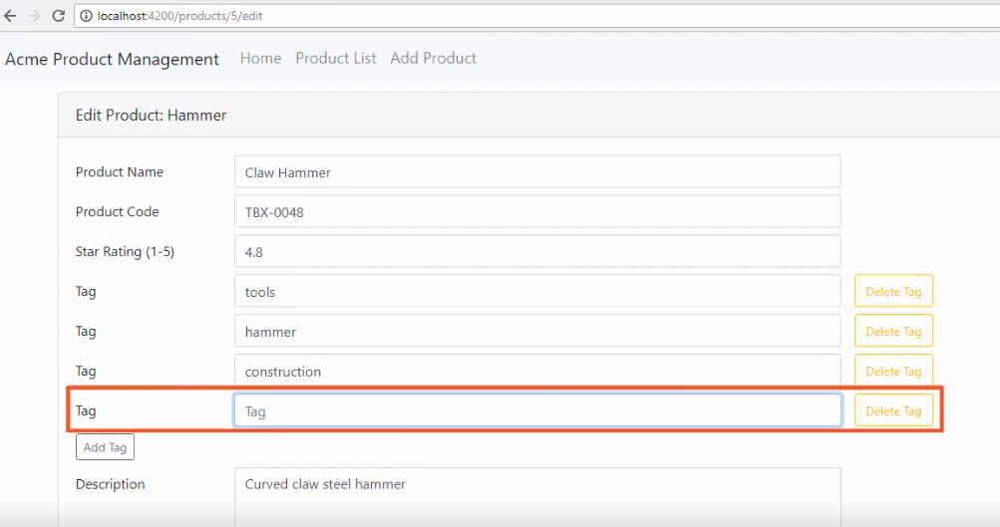 localhost:4200/products/5/edit
Acme Product Management Home Product List Add Product
Edit Product: Hammer
Product Name Claw Hammer
Product Code TBX-0048
Star Rating (1-5) 4.8
Tag tools Delete Tag
Tag hammer Delete Tag
Tag construction Delete Tag
Tag Tag Delete Tag
Add Tag
Description Curved claw steel hammer